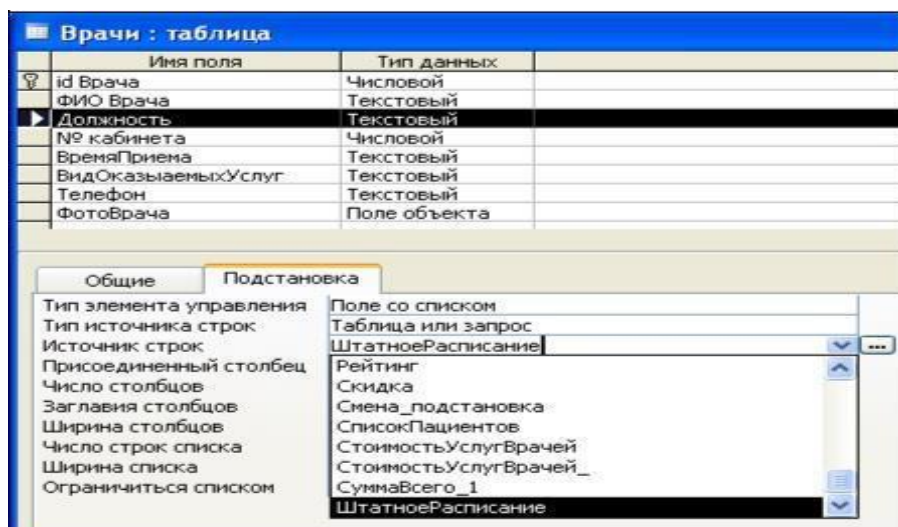 Врачи : таблица
Имя поля Тип данных
id Врача Числовой
ФИО Врача Текстовый
Должность Текстовый
№ кабинета Числовой
ВремяПриема Текстовый
ВидОказыаемыхУслуг Текстовый
Телефон Текстовый
ФотоВрача Поле объекта
Общие Подстановка
Тип элемента управления Поле со списком
Тип источника строк Таблица или запрос
Источник строк ШтатноеРасписание ...
Присоединенный столбец Рейтинг
Число столбцов Скидка
Заглавия столбцов Смена_подстановка
Ширина столбцов СписокПациентов
Число строк списка СтоимостьУслугВрачей
Ширина списка СтоимостьУслугВрачей_
Ограничиться списком СуммаВсего_1
ШтатноеРасписание